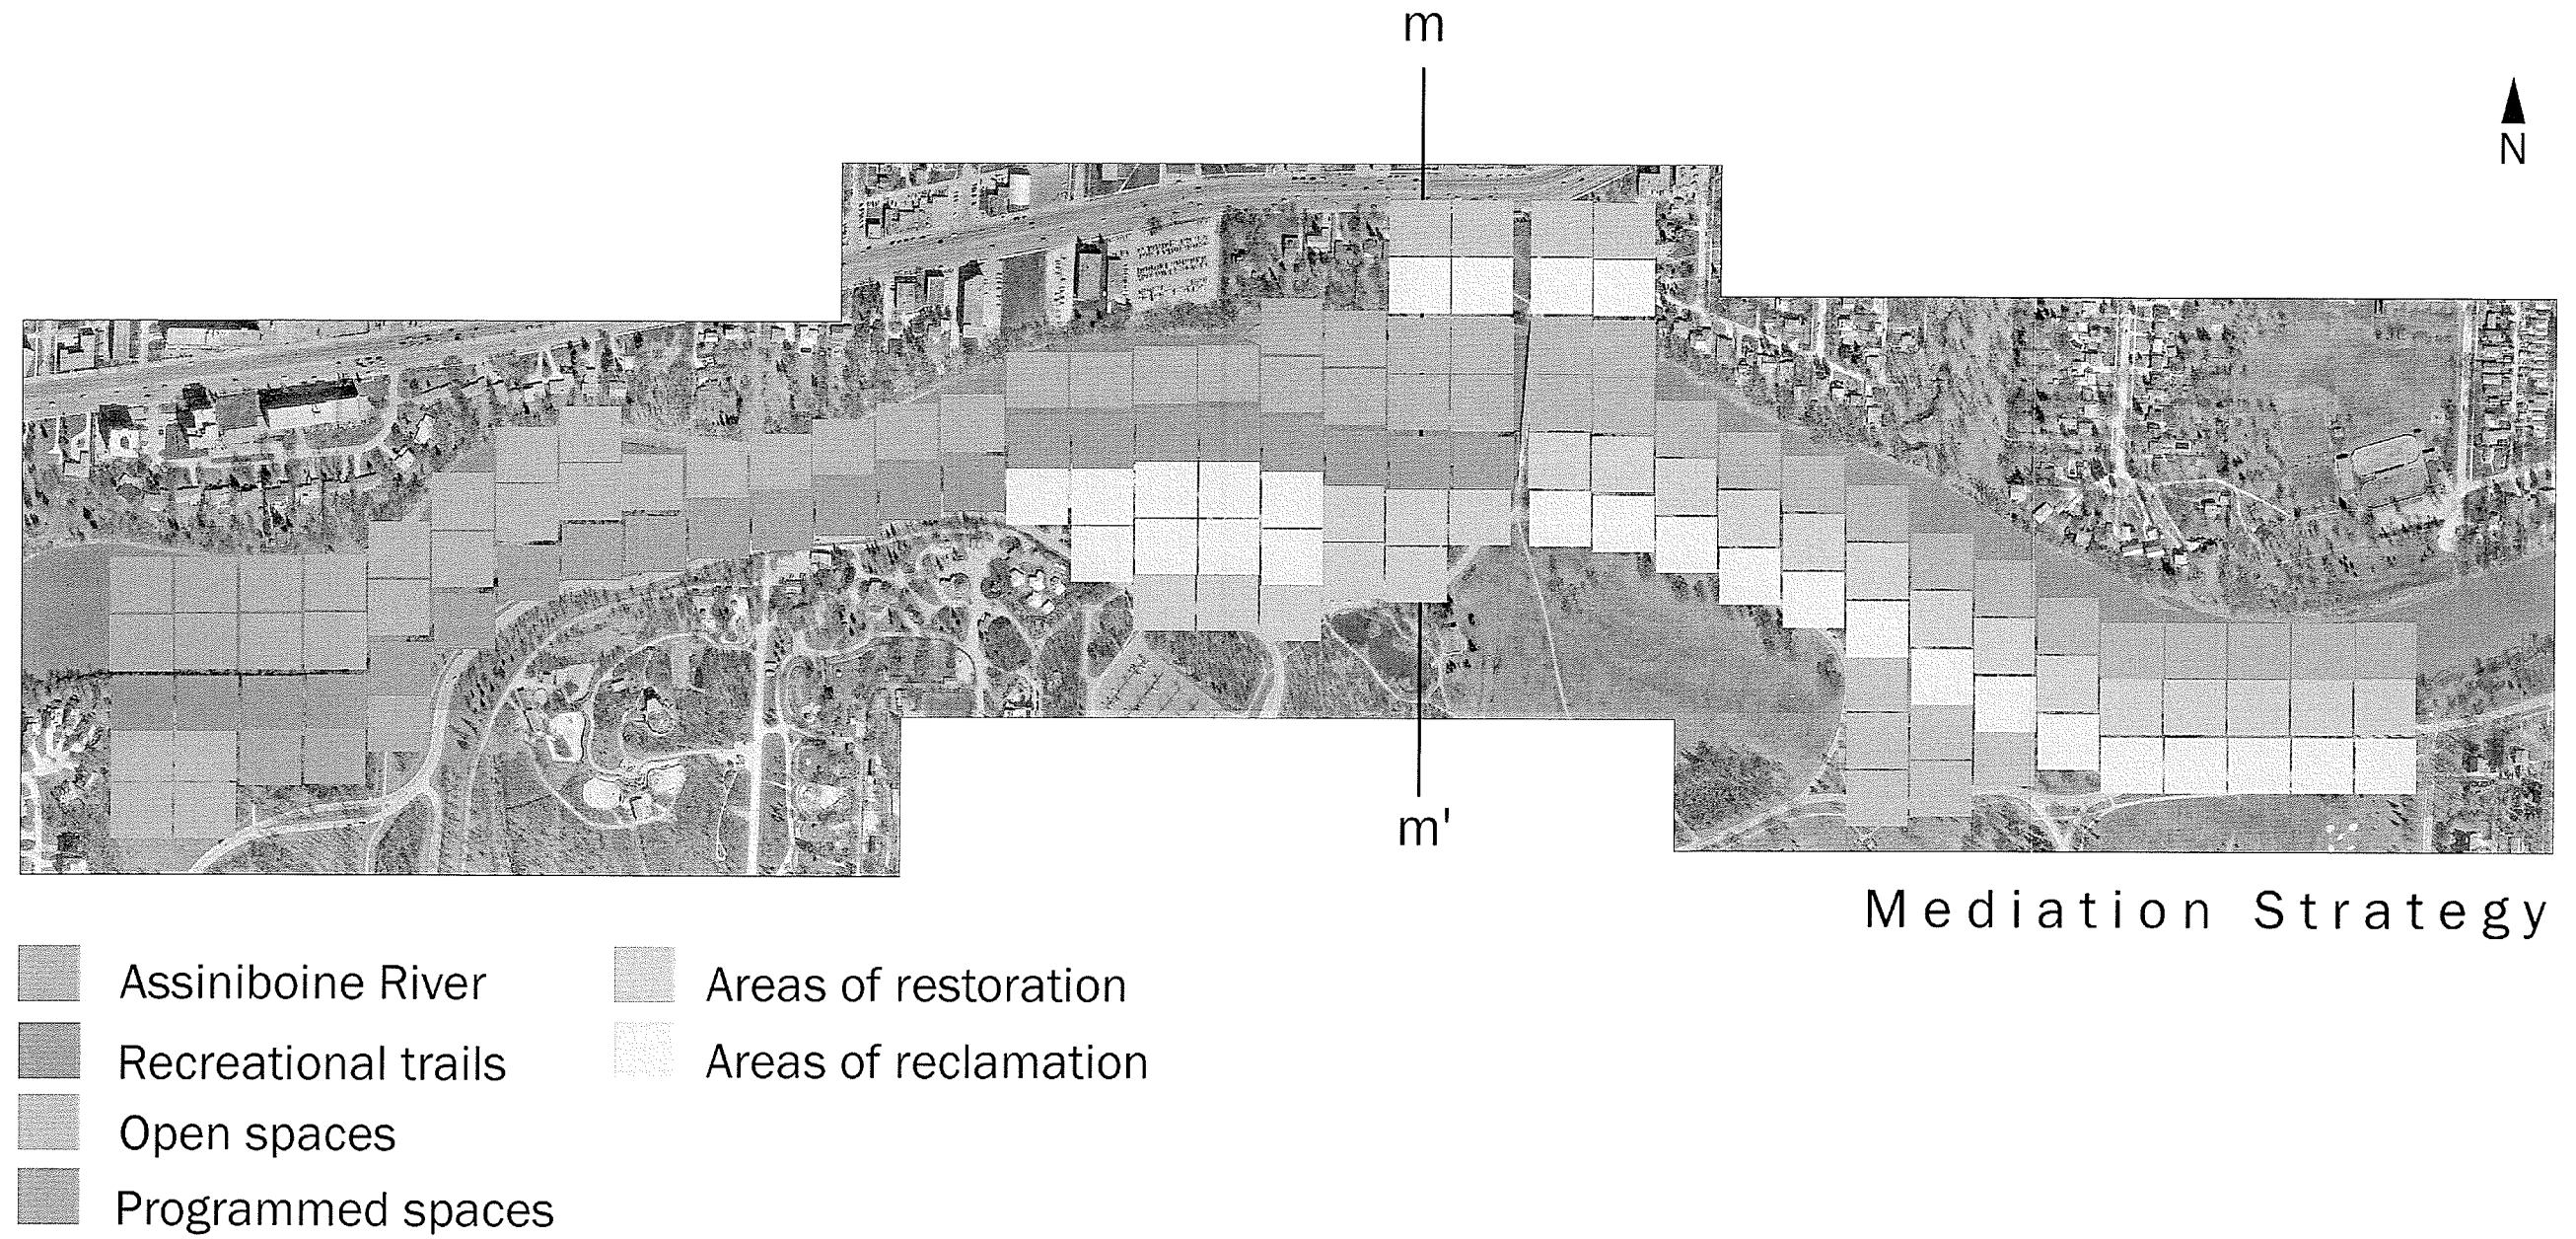 m
N
m'
Mediation Strategy
Assiniboine River
Recreational trails
Open spaces
Programmed spaces
Areas of restoration
Areas of reclamation